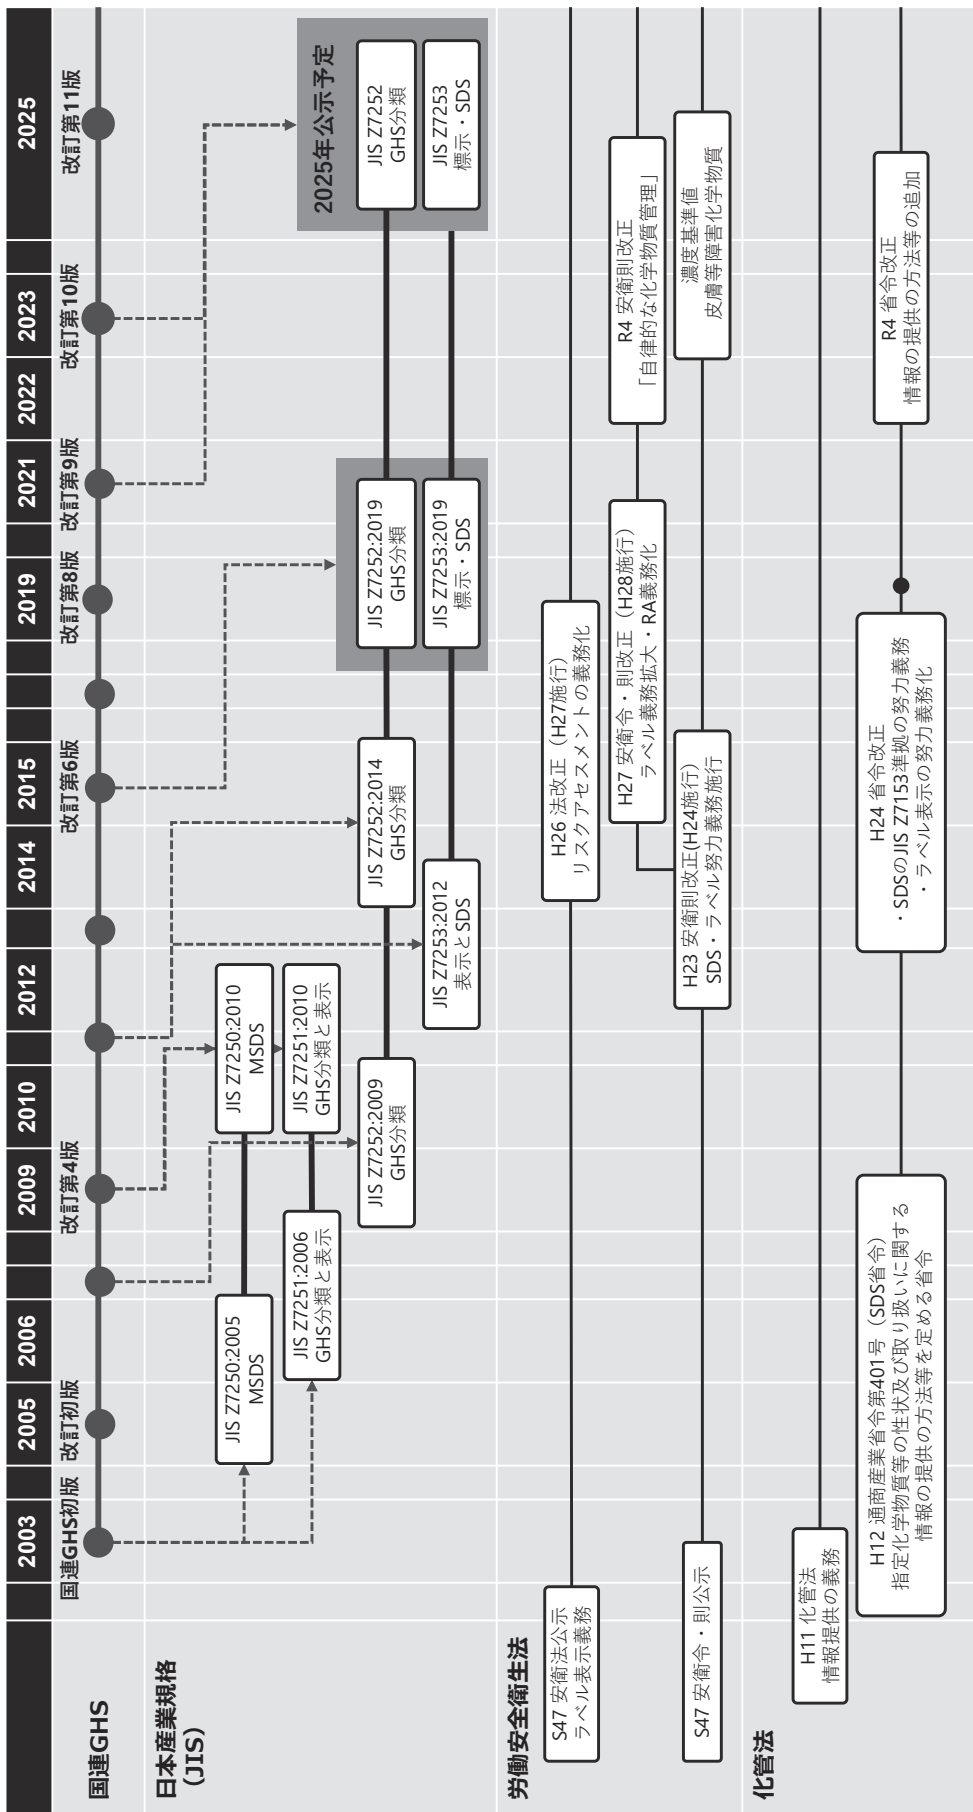 2003
2005
2006
2009
2010
2012
2014
2015
2019
2021
2022
2023
2025
国連GHS
国連GHS初版
改訂初版
改訂第4版
改訂第6版
改訂第8版
改訂第9版
改訂第10版
改訂第11版
日本産業規格
(JIS)
JIS Z7250:2005
MSDS
JIS Z7250:2010
MSDS
JIS Z7251:2006
GHS分類と表示
JIS Z7251:2010
GHS分類と表示
JIS Z7252:2009
GHS分類
JIS Z7252:2014
GHS分類
JIS Z7253:2012
表示とSDS
JIS Z7252:2019
GHS分類
JIS Z7253:2019
標示・SDS
2025年公示予定
JIS Z7252
GHS分類
JIS Z7253
標示・SDS
労働安全衛生法
S47 安衛法公示
ラベル表示義務
H26 法改正（H27施行）
リスクアセスメントの義務化
H27 安衛令・則改正（H28施行）
ラベル義務拡大・RA義務化
R4 安衛則改正
「自律的な化学物質管理」
S47 安衛令・則公示
H23 安衛則改正(H24施行)
SDS・ラベル努力義務施行
濃度基準値
皮膚等障害化学物質
化管法
H11 化管法
情報提供の義務
H12 通商産業省令第401号（SDS省令）
指定化学物質等の性状及び取り扱いに関する
情報の提供の方法等を定める省令
H24 省令改正
・SDSのJIS Z7153準拠の努力義務
・ラベル表示の努力義務化
R4 省令改正
情報の提供の方法等の追加